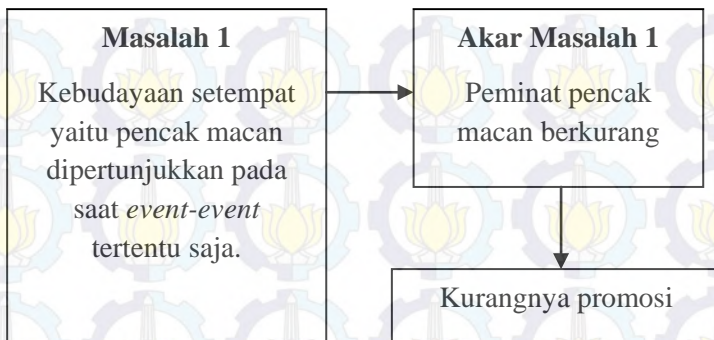 Masalah 1
Kebudayaan setempat
yaitu pencak macan
dipertunjukkan pada
saat event-event
tertentu saja.
Akar Masalah 1
Peminat pencak
macan berkurang
Kurangnya promosi